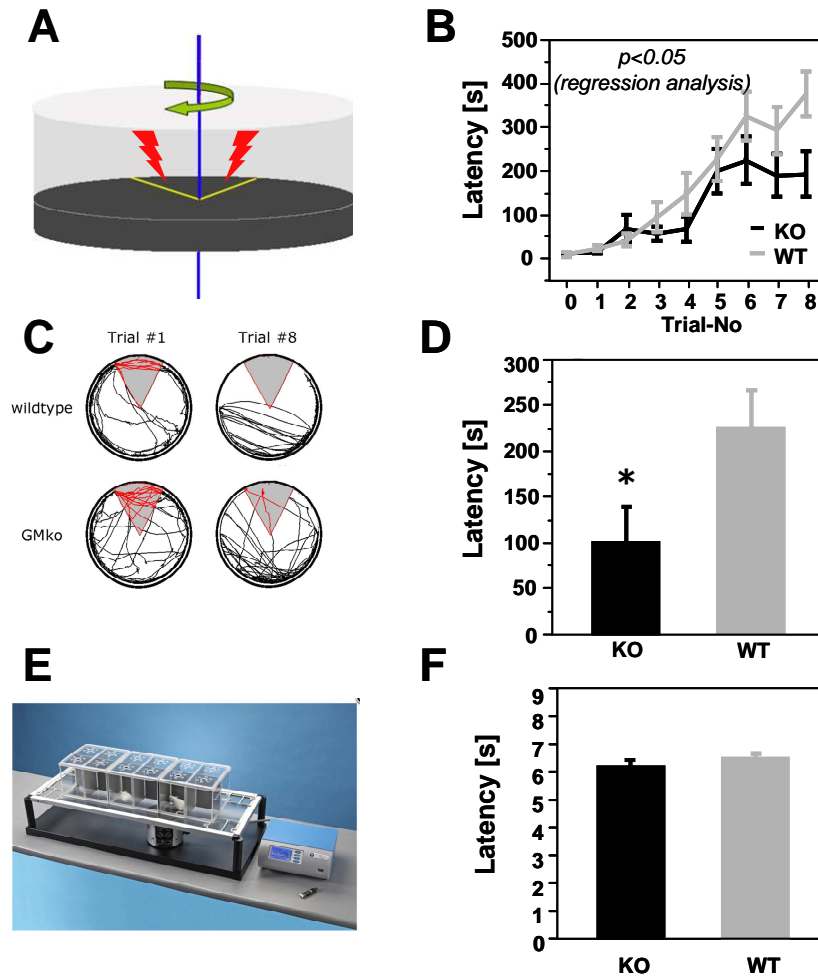 A
B
500
400
300
200
100
0
Latency [s]
p<0.05
(regression analysis)
KO
WT
0 1 2 3 4 5 6 7 8
Trial-No
C
Trial #1 Trial #8
wildtype
GMko
D
300
250
200
150
100
50
0
Latency [s]
*
KO WT
E
F
9
8
7
6
5
4
3
2
1
0
Latency [s]
KO WT